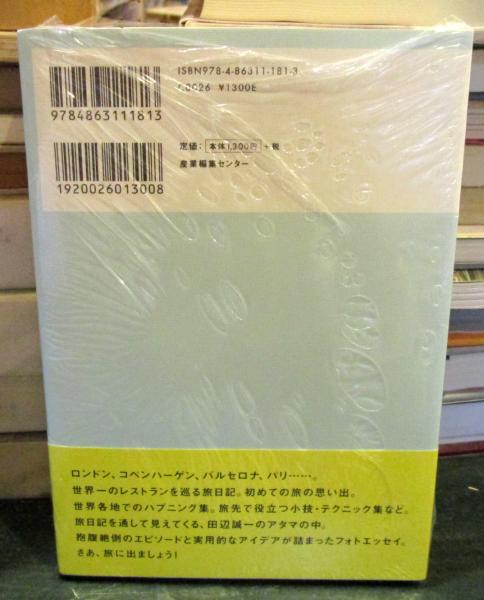 ISBN978-4-86311-181-3
C0026 ¥1300E
9784863111813
定価： 本体1,300円 +税
産業編集センター
1920026013008
ロンドン、コペンハーゲン、バルセロナ、パリ……。
世界一のレストランを巡る旅日記。初めての旅の思い出。
世界各地でのハプニング集。旅先で役立つ小技・テクニック集など。
旅日記を通して見えてくる、田辺誠一のアタマの中。
抱腹絶倒のエピソードと実用的なアイデアが詰まったフォトエッセイ。
さあ、旅に出ましょう！